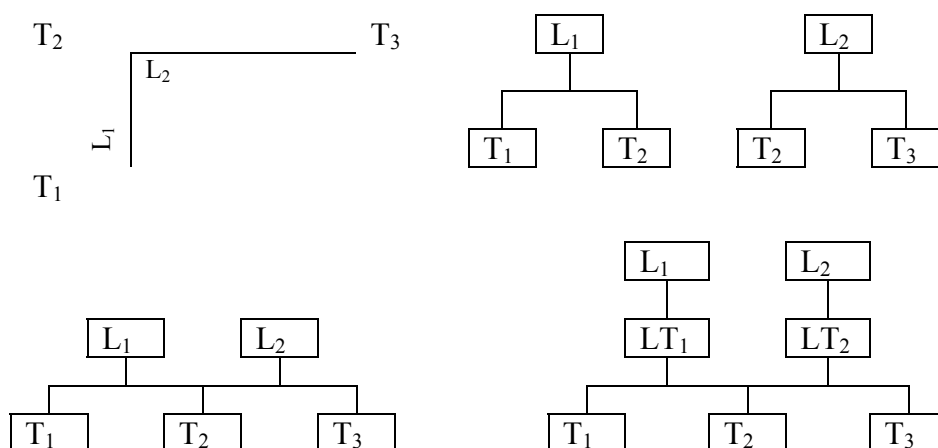 T₂ T₃ L₁ L₂
L₂
L₁
T₁ T₂ T₂ T₃
T₁
L₁ L₂
L₁ L₂ LT₁ LT₂
T₁ T₂ T₃ T₁ T₂ T₃